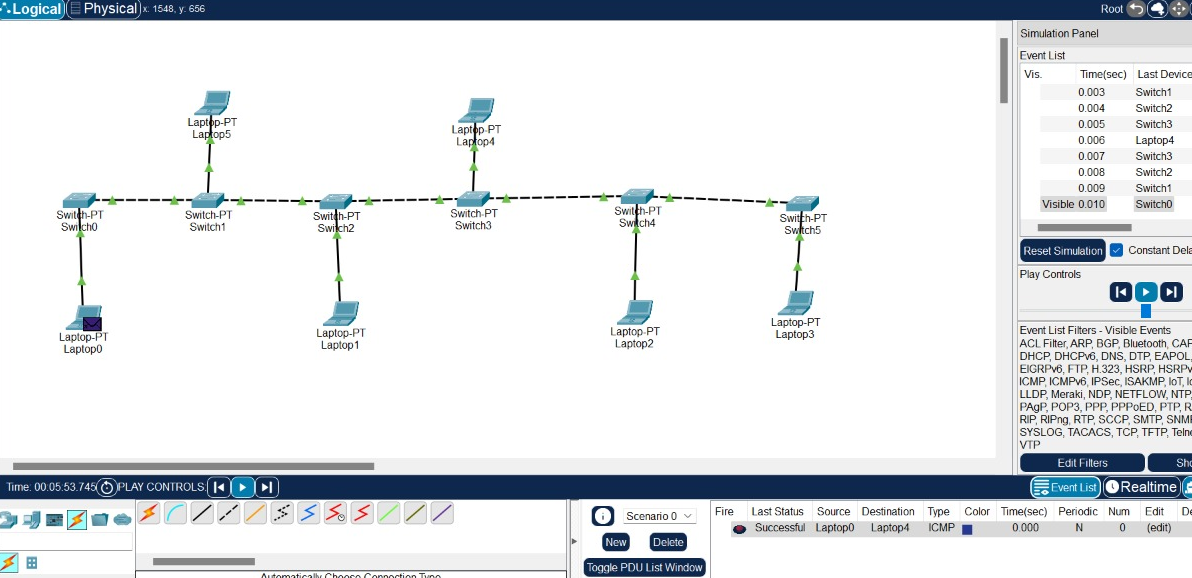 Logical Physical x: 1548, y: 656 Root
Simulation Panel
Event List
Vis. Time(sec) Last Device
0.003 Switch1
0.004 Switch2
0.005 Switch3
0.006 Laptop4
0.007 Switch3
0.008 Switch2
0.009 Switch1
Visible 0.010 Switch0
Reset Simulation Constant Dela
Play Controls
Event List Filters - Visible Events
ACL Filter, ARP, BGP, Bluetooth, CAP
DHCP, DHCPv6, DNS, DTP, EAPOL,
EIGRPv6, FTP, H.323, HSRP, HSRPv
ICMP, ICMPv6, IPSec, ISAKMP, IoT, Io
LLDP, Meraki, NDP, NETFLOW, NTP,
PAgP, POP3, PPP, PPPoED, PTP, R
RIP, RIPng, RTP, SCCP, SMTP, SNM
SYSLOG, TACACS, TCP, TFTP, Telne
VTP
Edit Filters Sho
Event List Realtime
Laptop-PT
Laptop5
Laptop-PT
Laptop4
Switch-PT
Switch0
Switch-PT
Switch1
Switch-PT
Switch2
Switch-PT
Switch3
Switch-PT
Switch4
Switch-PT
Switch5
Laptop-PT
Laptop0
Laptop-PT
Laptop1
Laptop-PT
Laptop2
Laptop-PT
Laptop3
Time: 00:05:53.745 PLAY CONTROLS:
Scenario 0
New Delete
Toggle PDU List Window
Fire Last Status Source Destination Type Color Time(sec) Periodic Num Edit De
Successful Laptop0 Laptop4 ICMP 0.000 N 0 (edit)
Automatically Choose Connection Type